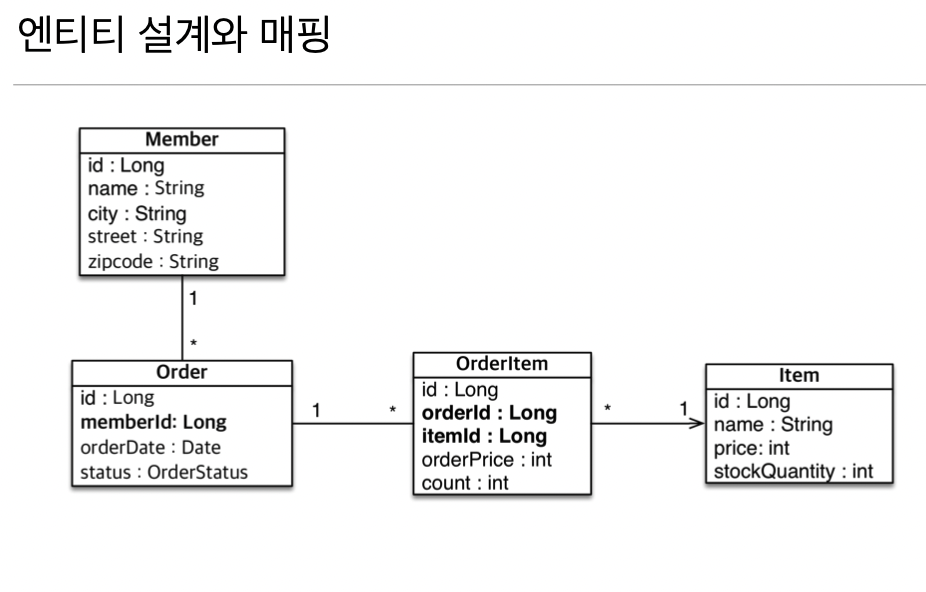 엔티티 설계와 매핑
Member
id : Long
name : String
city : String
street : String
zipcode : String
1
*
Order
id : Long
memberId: Long
orderDate : Date
status : OrderStatus
1
*
OrderItem
id : Long
orderId : Long
itemId : Long
orderPrice : int
count : int
*
1
Item
id : Long
name : String
price: int
stockQuantity : int